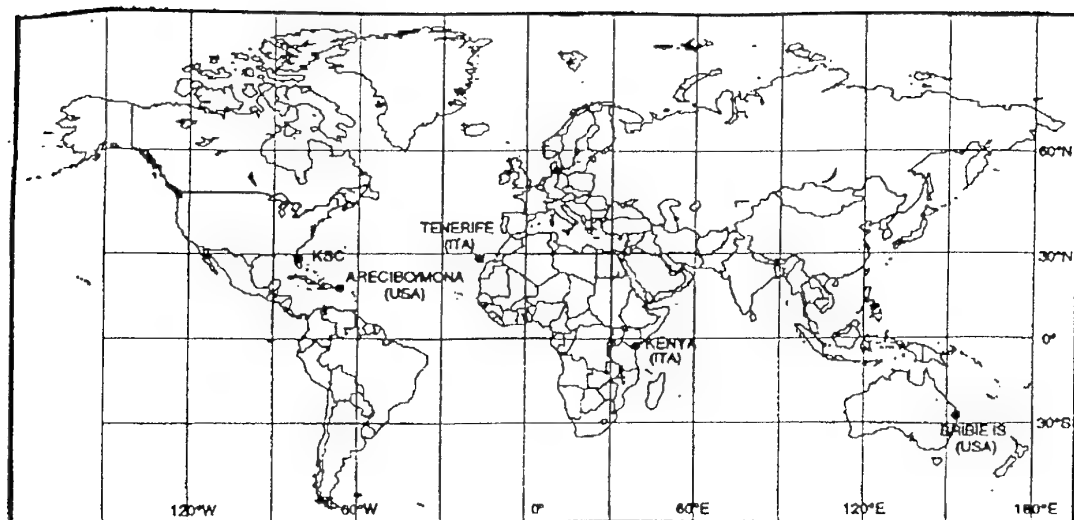 60°N
TENERIFE
(ITA)
KSC
30°N
ARECIBO/MONA
(USA)
KENYA
(ITA)
0°
BRIBIE IS
(USA)
30°S
120°W
60°W
0°
60°E
120°E
180°E